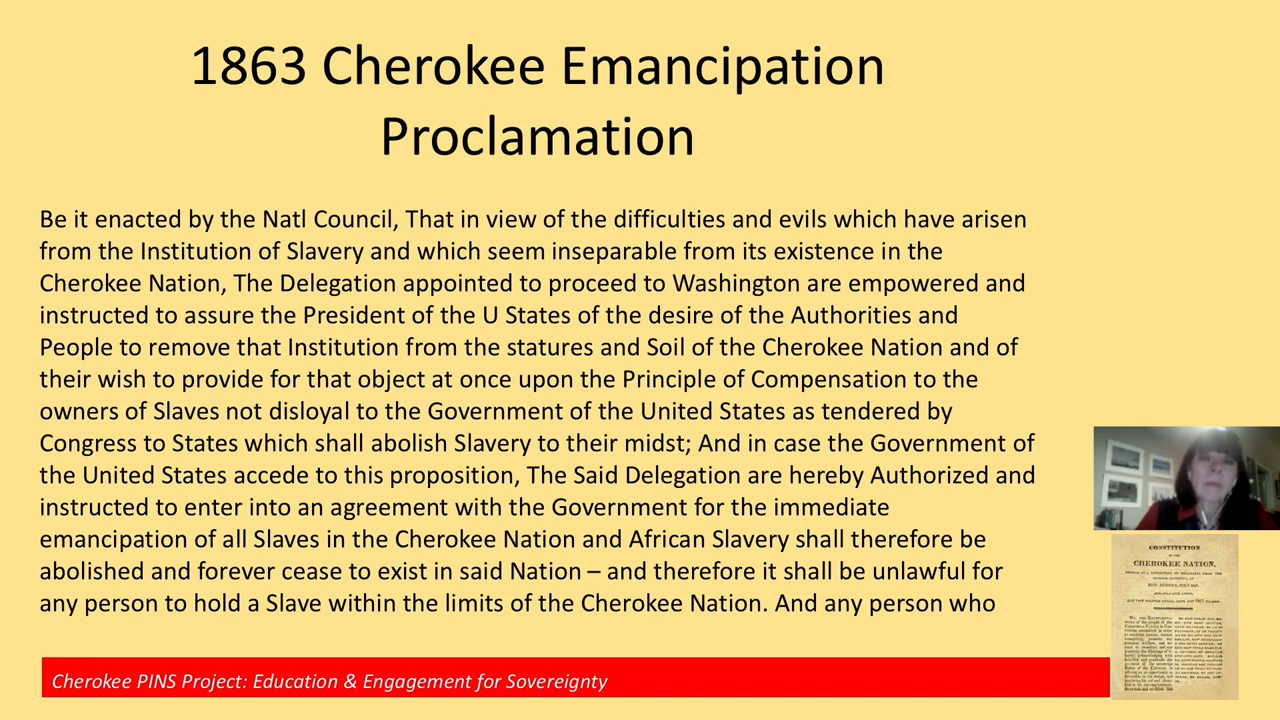 1863 Cherokee Emancipation
Proclamation
Be it enacted by the Natl Council, That in view of the difficulties and evils which have arisen
from the Institution of Slavery and which seem inseparable from its existence in the
Cherokee Nation, The Delegation appointed to proceed to Washington are empowered and
instructed to assure the President of the U States of the desire of the Authorities and
People to remove that Institution from the statures and Soil of the Cherokee Nation and of
their wish to provide for that object at once upon the Principle of Compensation to the
owners of Slaves not disloyal to the Government of the United States as tendered by
Congress to States which shall abolish Slavery to their midst; And in case the Government of
the United States accede to this proposition, The Said Delegation are hereby Authorized and
instructed to enter into an agreement with the Government for the immediate
emancipation of all Slaves in the Cherokee Nation and African Slavery shall therefore be
abolished and forever cease to exist in said Nation – and therefore it shall be unlawful for
any person to hold a Slave within the limits of the Cherokee Nation. And any person who
CONSTITUTION
OF THE
CHEROKEE NATION,
Cherokee PINS Project: Education & Engagement for Sovereignty